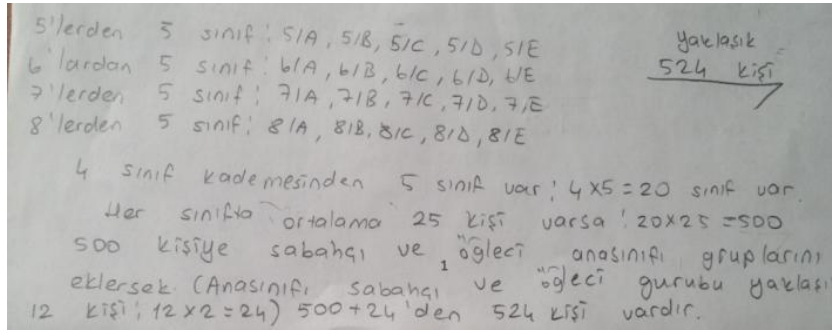 5'lerden 5 sınıf: 5/A, 5/B, 5/C, 5/D, 5/E
6'lardan 5 sınıf: 6/A, 6/B, 6/C, 6/D, 6/E
7'lerden 5 sınıf: 7/A, 7/B, 7/C, 7/D, 7/E
8'lerden 5 sınıf: 8/A, 8/B, 8/C, 8/D, 8/E
yaklaşık
524 kişi
4 sınıf kademesinden 5 sınıf var: 4x5=20 sınıf var.
Her sınıfta ortalama 25 kişi varsa: 20x25=500
500 kişiye sabahçı ve öğleci anasınıfı gruplarını
1
eklersek. (Anasınıfı sabahçı ve öğleci gurubu yaklaşı
12 kişi; 12x2=24) 500+24'den 524 kişi vardır.